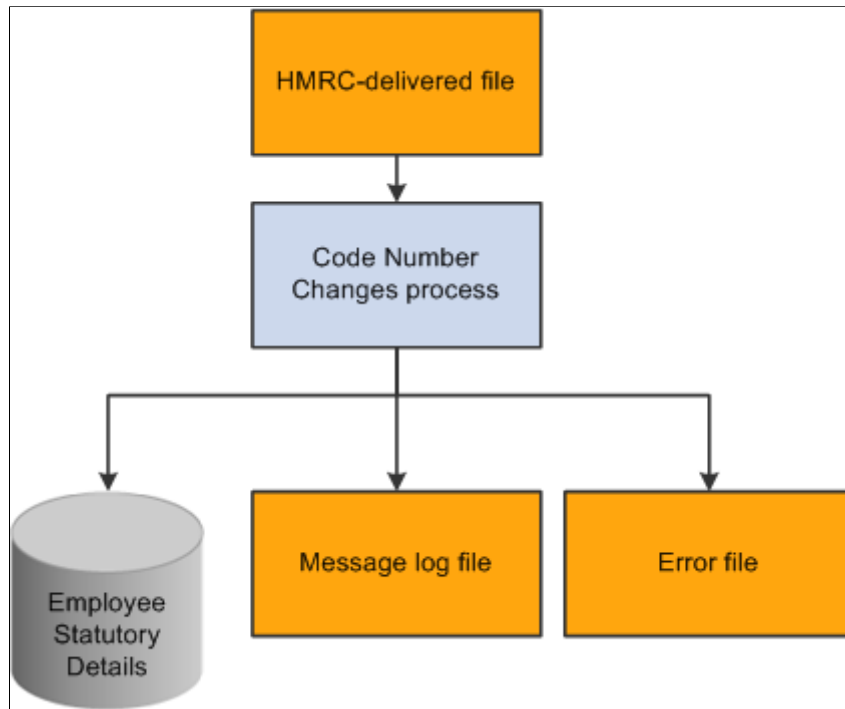 HMRC-delivered file
Code Number
Changes process
Employee
Statutory
Details
Message log file
Error file